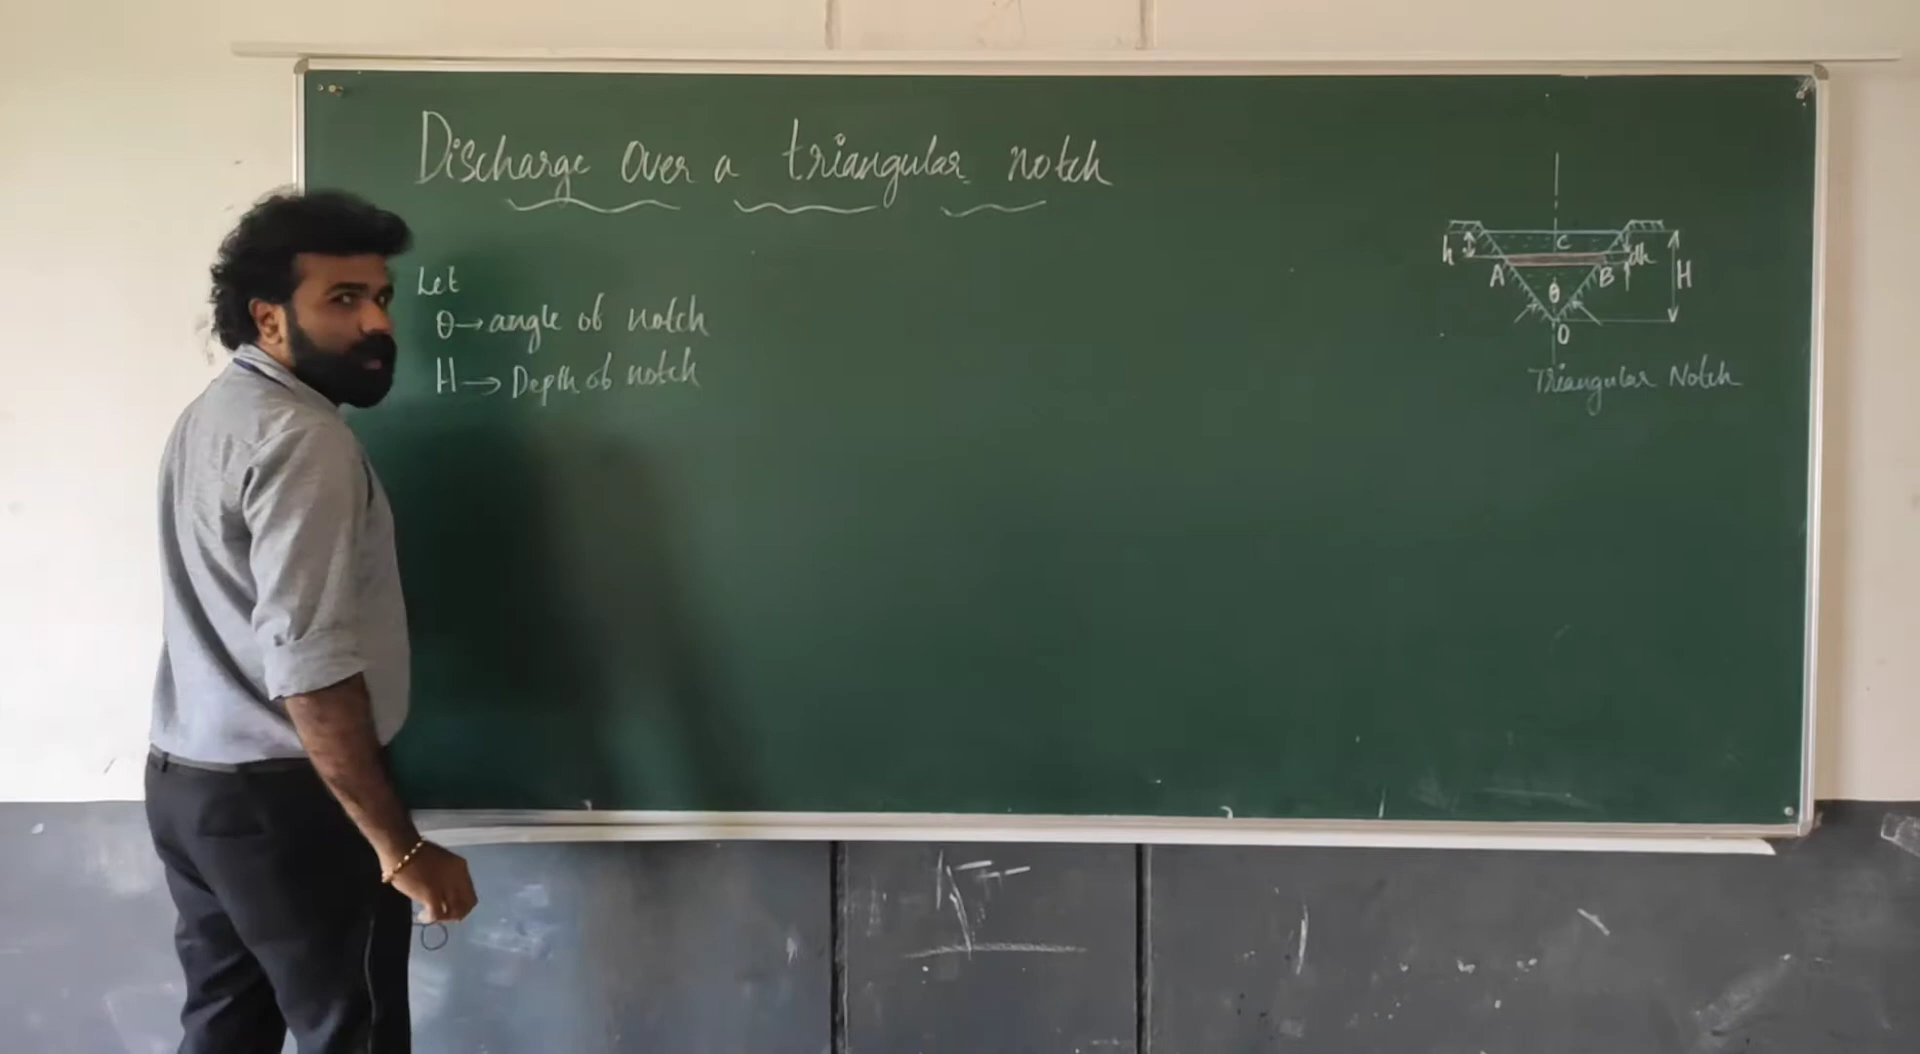 Discharge over a triangular notch
Let
θ→angle of notch
H→Depth of notch
h
C
dh
H
A
B
θ
O
Triangular Notch